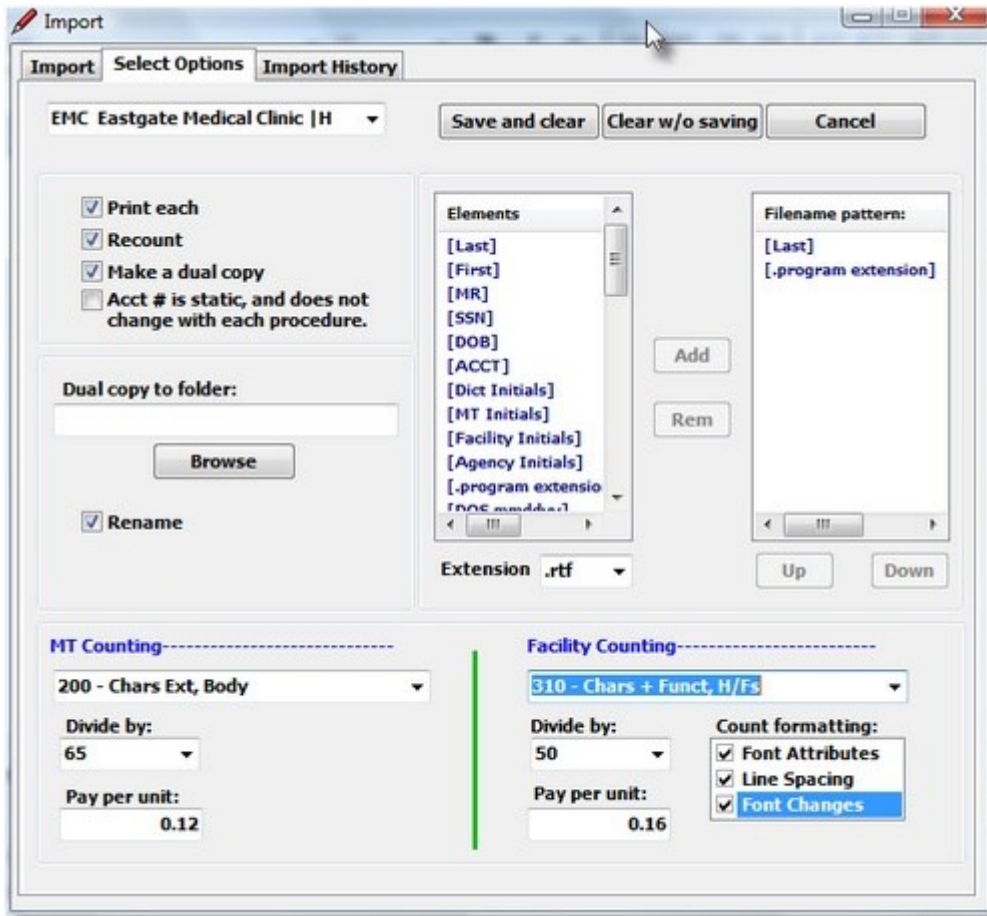 Import
Import Select Options Import History
EMC Eastgate Medical Clinic |H
Save and clear Clear w/o saving Cancel
Print each
Recount
Make a dual copy
Acct # is static, and does not
change with each procedure.
Dual copy to folder:
Browse
Rename
Elements
[Last]
[First]
[MR]
[SSN]
[DOB]
[ACCT]
[Dict Initials]
[MT Initials]
[Facility Initials]
[Agency Initials]
[.program extensio
Extension .rtf
Add
Rem
Filename pattern:
[Last]
[.program extension]
Up Down
MT Counting-----------------------------
200 - Chars Ext, Body
Divide by:
65
Pay per unit:
0.12
Facility Counting-------------------------
310 - Chars + Funct, H/Fs
Divide by:
50
Pay per unit:
0.16
Count formatting:
Font Attributes
Line Spacing
Font Changes